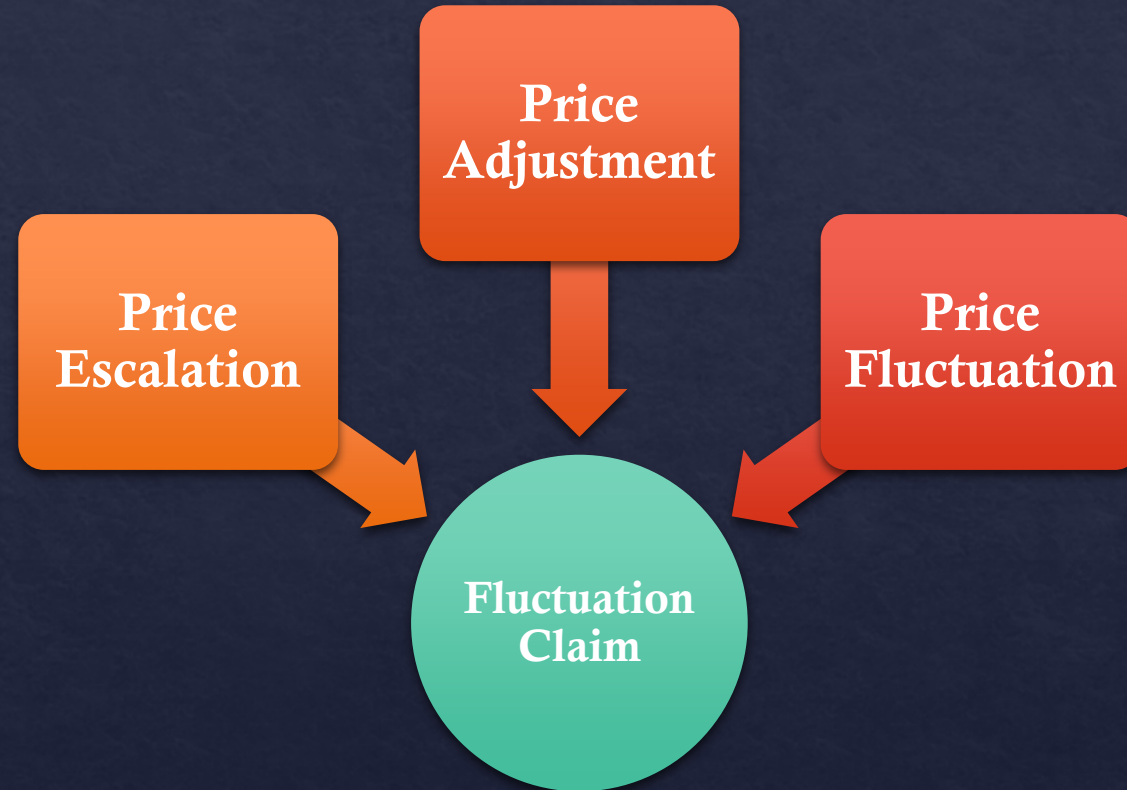 Price
Adjustment
Price
Escalation
Price
Fluctuation
Fluctuation
Claim